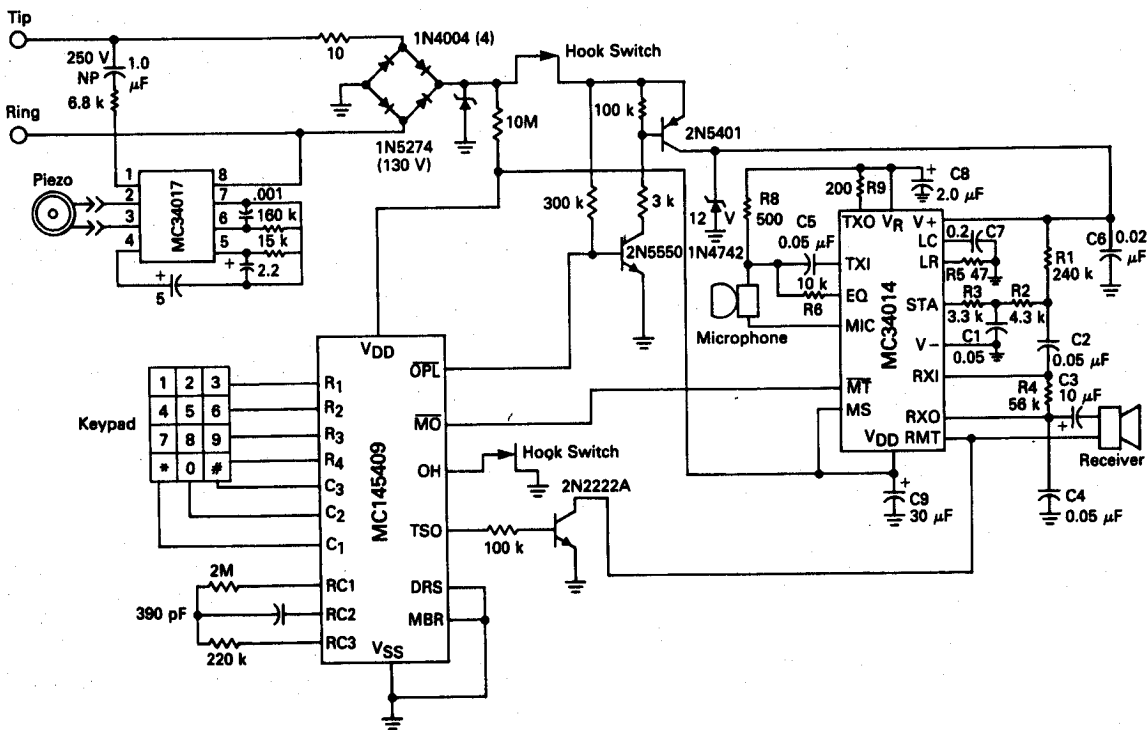 Tip
250 V
NP
1.0
µF
6.8 k
10
1N4004 (4)
Hook Switch
Ring
1N5274
(130 V)
10M
100 k
2N5401
Piezo
1
2
3
4
8
7
6
5
MC34017
.001
160 k
15 k
2.2
+
5
+
300 k
3 k
2N5550
12 V
1N4742
R8
500
200
R9
+
C8
2.0 µF
C5
0.05 µF
10 k
R6
Microphone
TXO
VR
V+
LC
LR
TXI
EQ
MIC
STA
V−
RXI
RXO
RMT
MT
MS
VDD
MC34014
0.2
C7
R5 47
R1
240 k
C6
0.02
µF
R3
3.3 k
R2
4.3 k
C1
0.05
C2
0.05 µF
R4
56 k
C3
10 µF
+
Receiver
C4
0.05 µF
+
C9
30 µF
Keypad
1 2 3
4 5 6
7 8 9
* 0 #
VDD
R1
R2
R3
R4
C3
C2
C1
RC1
RC2
RC3
VSS
MC145409
OPL
MO
OH
TSO
DRS
MBR
Hook Switch
2N2222A
100 k
2M
390 pF
220 k